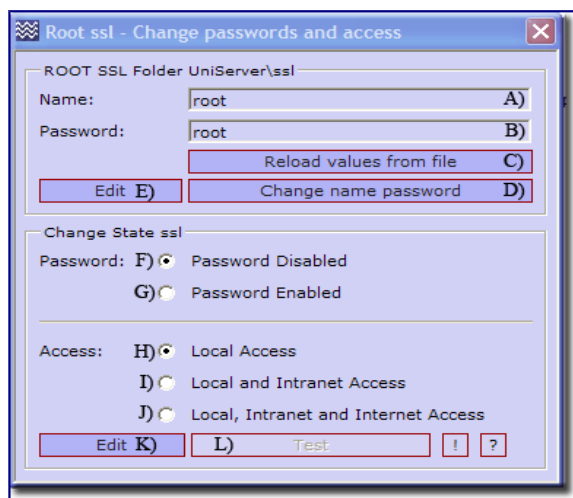 Root ssl - Change passwords and access
ROOT SSL Folder UniServer\ssl
Name: root A)
Password: root B)
Reload values from file C)
Edit E) Change name password D)
Change State ssl
Password: F) Password Disabled
G) Password Enabled
Access: H) Local Access
I) Local and Intranet Access
J) Local, Intranet and Internet Access
Edit K) L) Test ! ?